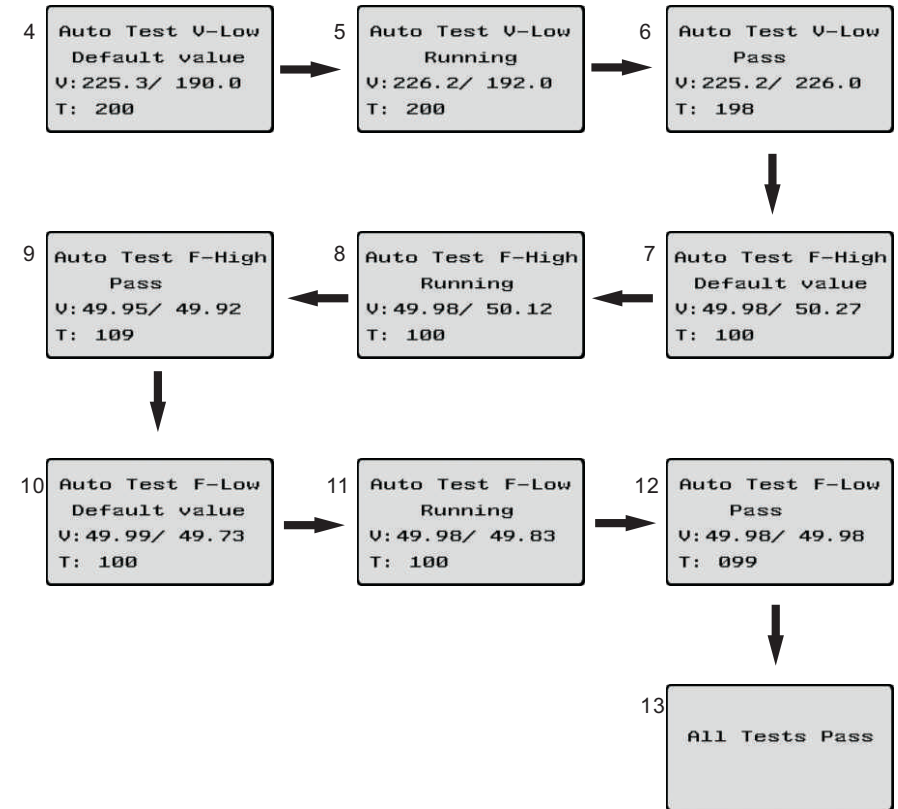 4
Auto Test V-Low
Default value
V:225.3/ 190.0
T: 200
5
Auto Test V-Low
Running
V:226.2/ 192.0
T: 200
6
Auto Test V-Low
Pass
V:225.2/ 226.0
T: 198
7
Auto Test F-High
Default value
V:49.98/ 50.27
T: 100
8
Auto Test F-High
Running
V:49.98/ 50.12
T: 100
9
Auto Test F-High
Pass
V:49.95/ 49.92
T: 109
10
Auto Test F-Low
Default value
V:49.99/ 49.73
T: 100
11
Auto Test F-Low
Running
V:49.98/ 49.83
T: 100
12
Auto Test F-Low
Pass
V:49.98/ 49.98
T: 099
13
All Tests Pass